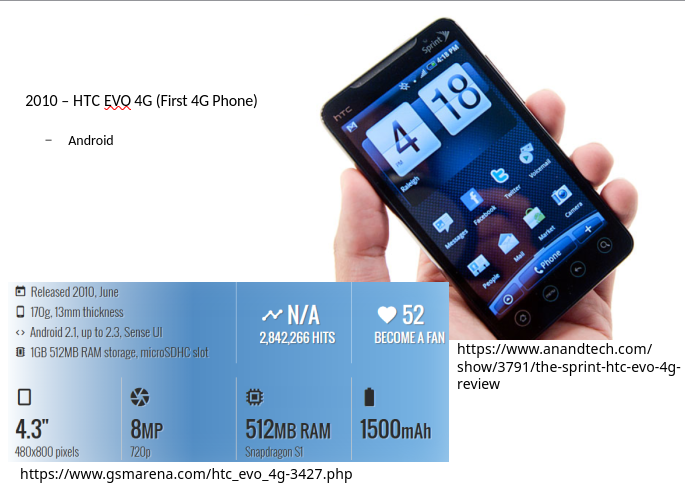 2010 – HTC EVO 4G (First 4G Phone)
– Android
Sprint
hTC
4:18 PM
4 18
PM
Raleigh
Messages Facebook Twitter Voicemail
People Mail Market Camera
Phone
Released 2010, June
170g, 13mm thickness
Android 2.1, up to 2.3, Sense UI
1GB 512MB RAM storage, microSDHC slot
N/A
2,842,266 HITS
52
BECOME A FAN
4.3"
480x800 pixels
8MP
720p
512MB RAM
Snapdragon S1
1500mAh
https://www.anandtech.com/
show/3791/the-sprint-htc-evo-4g-
review
https://www.gsmarena.com/htc_evo_4g-3427.php